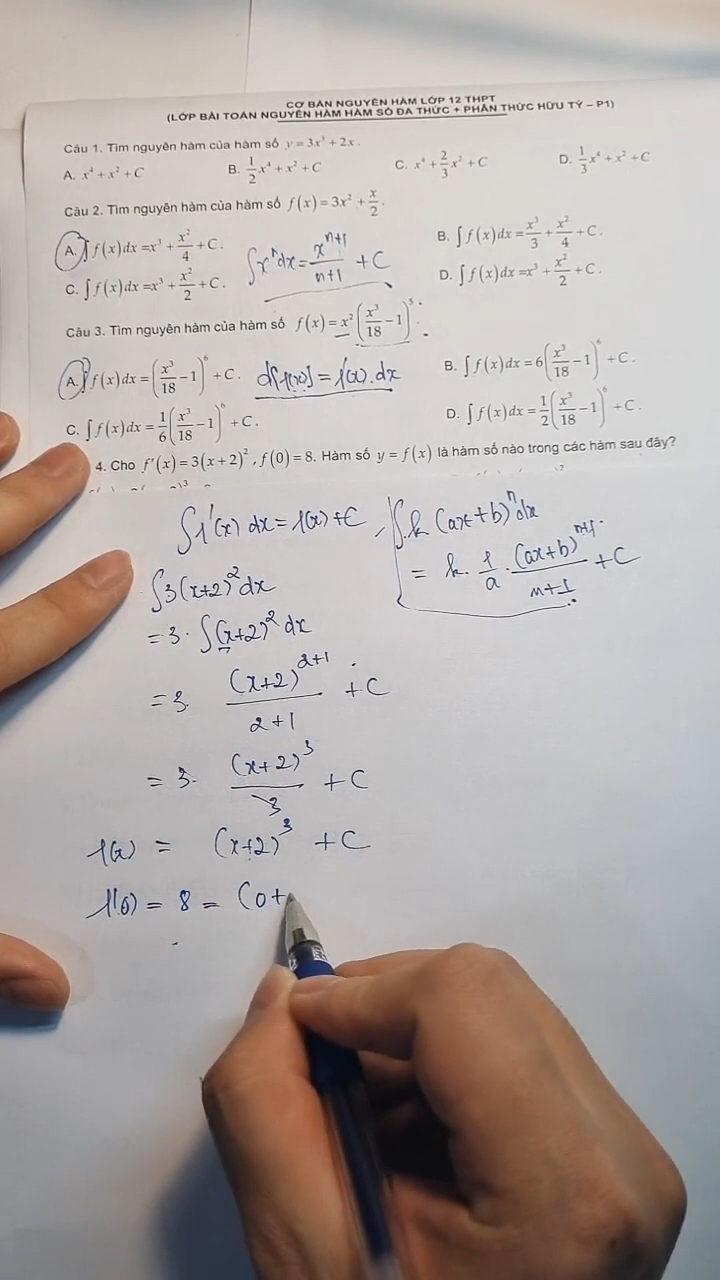 CƠ BẢN NGUYÊN HÀM LỚP 12 THPT
(LỚP BÀI TOÁN NGUYÊN HÀM HÀM SỐ ĐA THỨC + PHÂN THỨC HỮU TỶ – P1)
Câu 1. Tìm nguyên hàm của hàm số y = 3x³ + 2x.
A. x⁴ + x² + C B. 1/2 x⁴ + x² + C C. x⁴ + 2/3 x² + C D. 1/3 x⁴ + x² + C
Câu 2. Tìm nguyên hàm của hàm số f(x) = 3x² + x/2.
A. ∫f(x)dx = x³ + x²/4 + C. B. ∫f(x)dx = x³/3 + x²/4 + C.
∫xⁿdx = xⁿ⁺¹/(n+1) + C
C. ∫f(x)dx = x³ + x²/2 + C. D. ∫f(x)dx = x³ + x²/2 + C.
Câu 3. Tìm nguyên hàm của hàm số f(x) = x²(x³/18 − 1)⁵.
A. ∫f(x)dx = (x³/18 − 1)⁶ + C. B. ∫f(x)dx = 6(x³/18 − 1)⁶ + C.
d[f(x)] = f'(x).dx
C. ∫f(x)dx = 1/6 (x³/18 − 1)⁶ + C. D. ∫f(x)dx = 1/2 (x³/18 − 1)⁶ + C.
4. Cho f'(x) = 3(x+2)², f(0) = 8. Hàm số y = f(x) là hàm số nào trong các hàm sau đây?
∫f'(x) dx = f(x) + C, ∫k (ax+b)ⁿdx
= k. 1/a . (ax+b)ⁿ⁺¹/(n+1) + C
∫3(x+2)²dx
= 3. ∫(x+2)²dx
= 3. (x+2)²⁺¹/(2+1) + C
= 3. (x+2)³/3 + C
f(x) = (x+2)³ + C
f(0) = 8 = (0+